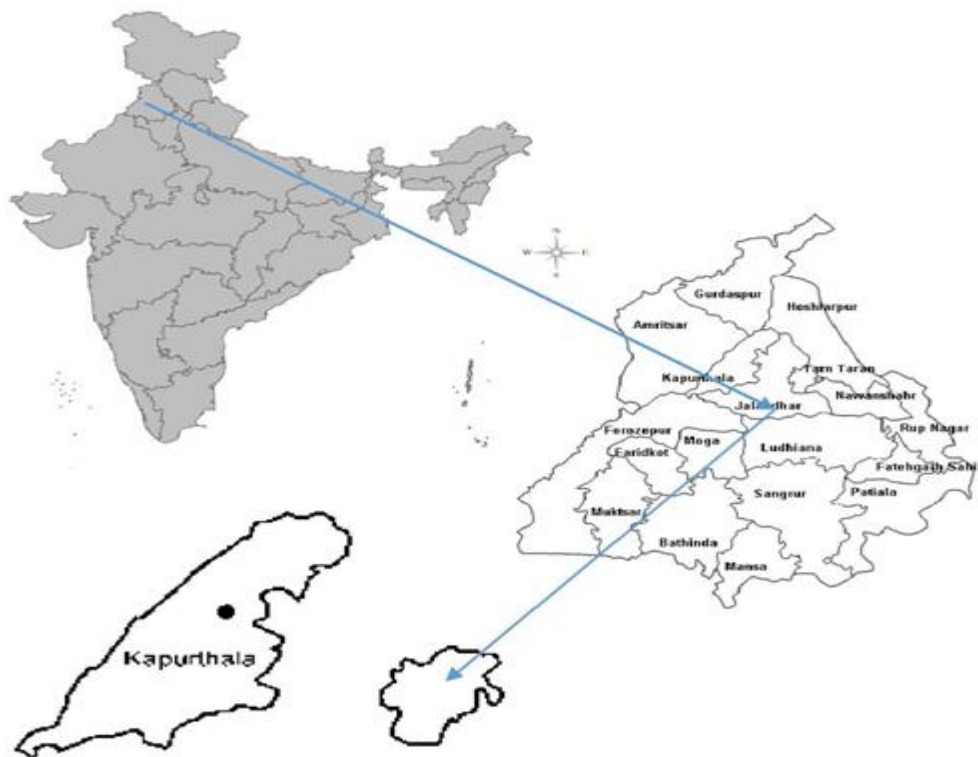 N
W E
S
Gurdaspur
Hoshiarpur
Amritsar
Tarn Taran
Kapurthala
Nawanshahr
Jalandhar
Rup Nagar
Ferozepur
Moga
Ludhiana
Faridkot
Fatehgarh Sahi
Sangrur
Patiala
Muktsar
Bathinda
Mansa
Kapurthala